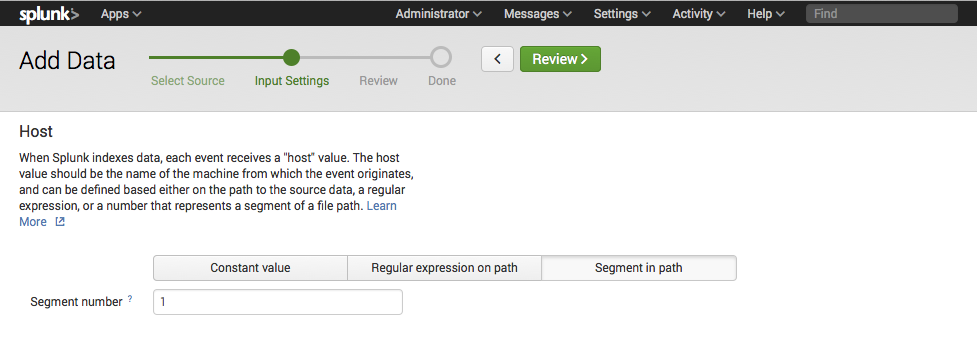 splunk> Apps Administrator Messages Settings Activity Help Find
Add Data
Select Source Input Settings Review Done
< Review >
Host
When Splunk indexes data, each event receives a "host" value. The host
value should be the name of the machine from which the event originates,
and can be defined based either on the path to the source data, a regular
expression, or a number that represents a segment of a file path. Learn
More
Constant value Regular expression on path Segment in path
Segment number ? 1